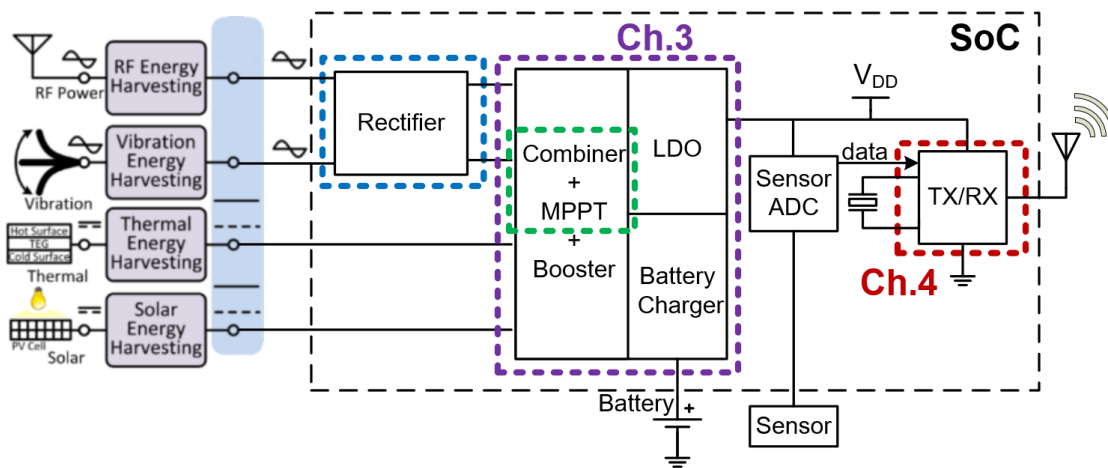 RF Power
RF Energy
Harvesting
Vibration
Vibration
Energy
Harvesting
Hot Surface
TEG
Cold Surface
Thermal
Thermal
Energy
Harvesting
PV Cell
Solar
Solar
Energy
Harvesting
Rectifier
Ch.3
Combiner
+
MPPT
+
Booster
LDO
Battery
Charger
Battery
+
SoC
VDD
Sensor
ADC
data
TX/RX
Ch.4
Sensor